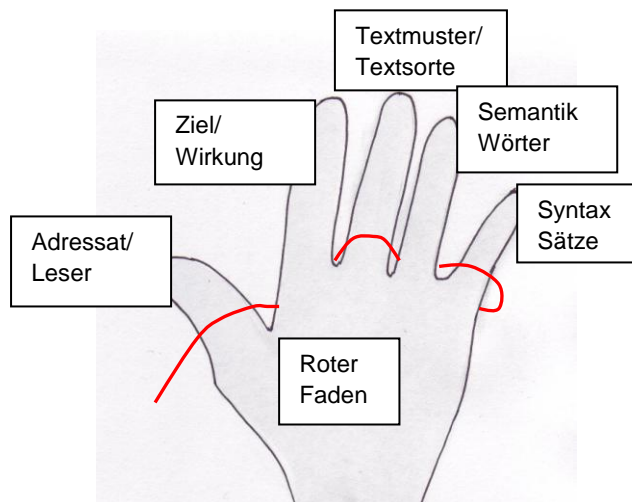 Textmuster/
Textsorte
Ziel/
Wirkung
Semantik
Wörter
Adressat/
Leser
Syntax
Sätze
Roter
Faden